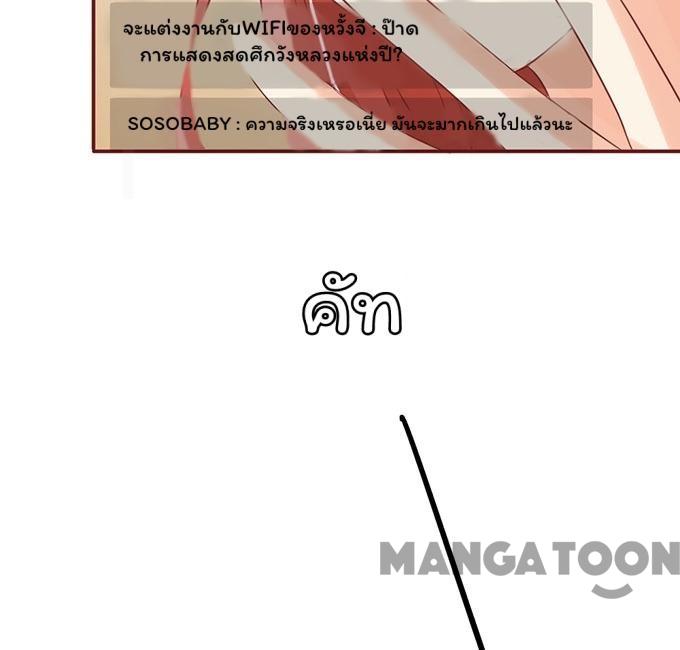 จะแต่งงานกับWIFIของหวั้งจี : ป๊าด
การแสดงสดศึกวังหลวงแห่งปี?
SOSOBABY : ความจริงเหรอเนี่ย มันจะมากเกินไปแล้วนะ
คัท
MANGATOON